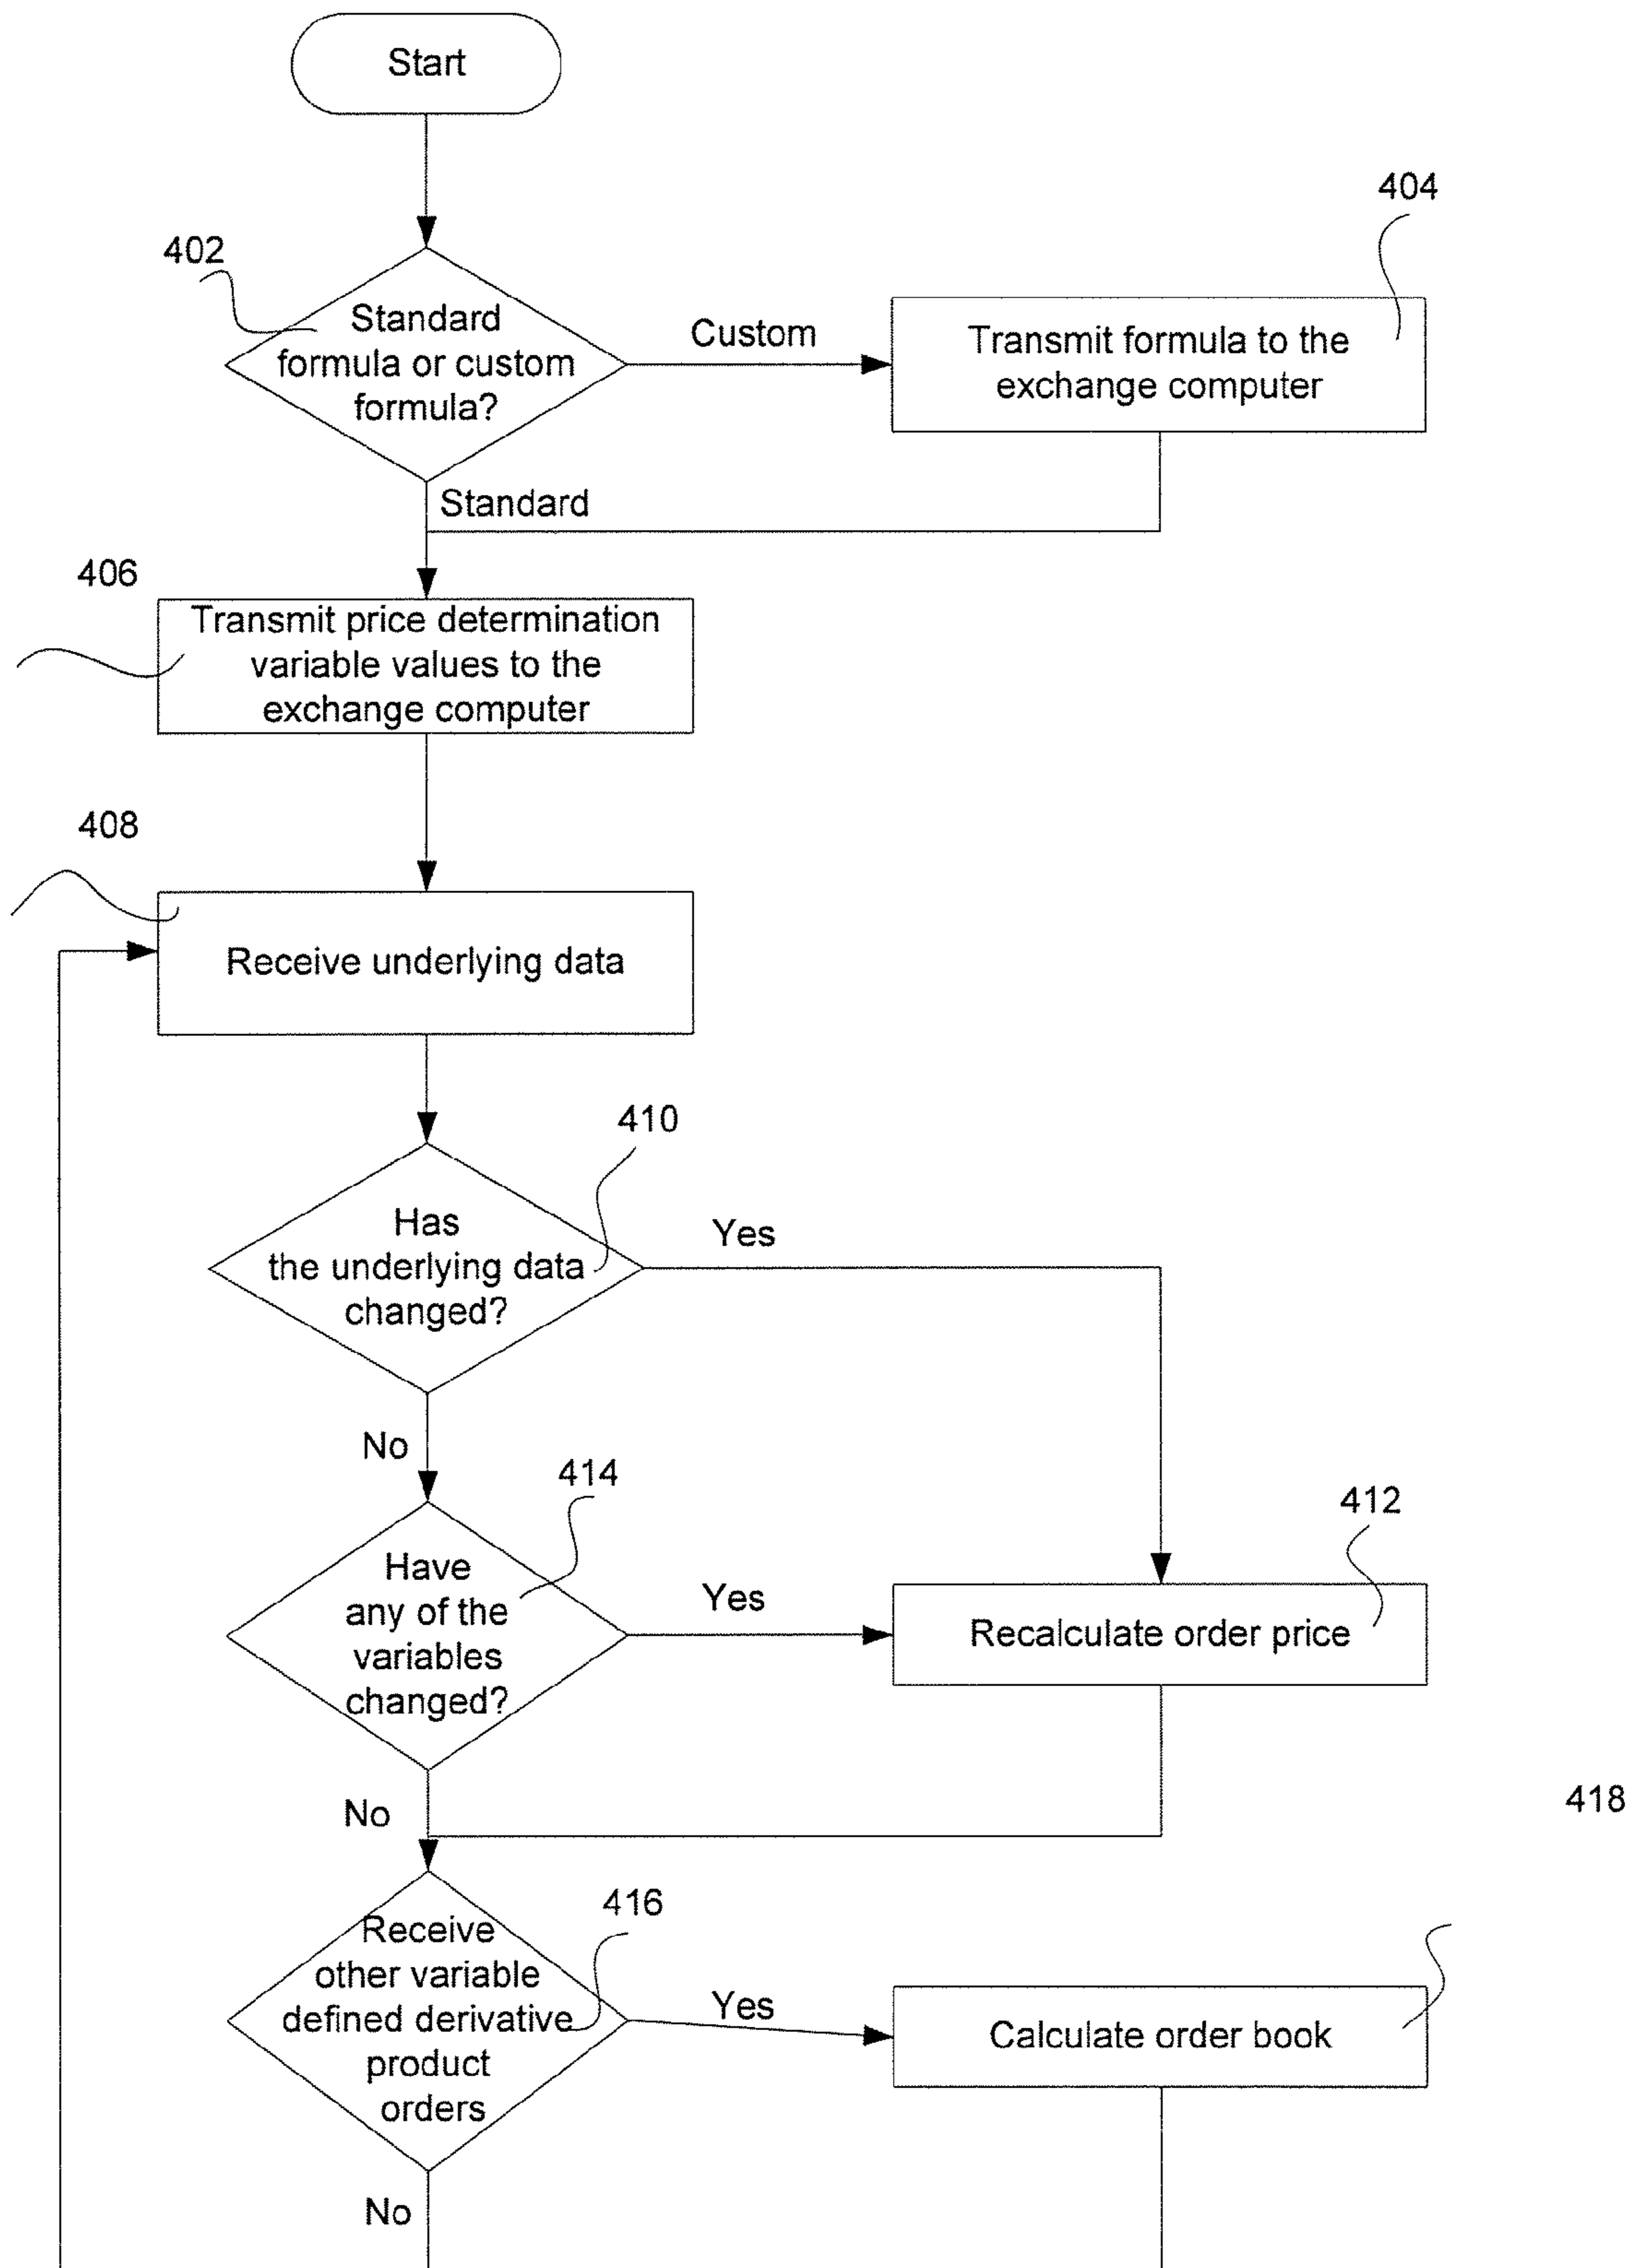 Start
404
402
Standard
formula or custom
formula?
Custom
Transmit formula to the
exchange computer
Standard
406
Transmit price determination
variable values to the
exchange computer
408
Receive underlying data
410
Has
the underlying data
changed?
Yes
No
414
412
Have
any of the
variables
changed?
Yes
Recalculate order price
No
418
416
Receive
other variable
defined derivative
product
orders
Yes
Calculate order book
No